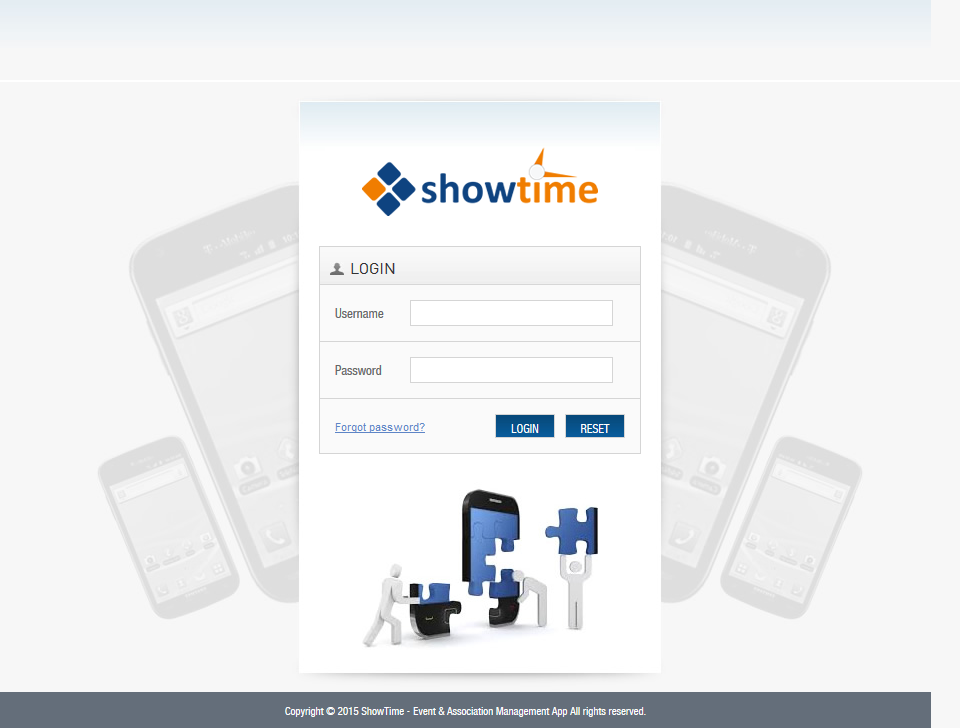 showtime
LOGIN
Username
Password
Forgot password? LOGIN RESET
Copyright © 2015 ShowTime - Event & Association Management App All rights reserved.